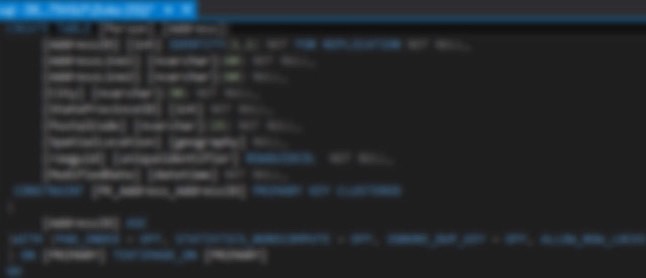 CREATE TABLE [Person].[Address](
[AddressID] [int] IDENTITY(1,1) NOT FOR REPLICATION NOT NULL,
[AddressLine1] [nvarchar](60) NOT NULL,
[AddressLine2] [nvarchar](60) NULL,
[City] [nvarchar](30) NOT NULL,
[StateProvinceID] [int] NOT NULL,
[PostalCode] [nvarchar](15) NOT NULL,
[SpatialLocation] [geography] NULL,
[rowguid] [uniqueidentifier] ROWGUIDCOL NOT NULL,
[ModifiedDate] [datetime] NOT NULL,
CONSTRAINT [PK_Address_AddressID] PRIMARY KEY CLUSTERED
(
[AddressID] ASC
)WITH (PAD_INDEX = OFF, STATISTICS_NORECOMPUTE = OFF, IGNORE_DUP_KEY = OFF,
) ON [PRIMARY] TEXTIMAGE_ON [PRIMARY]
GO